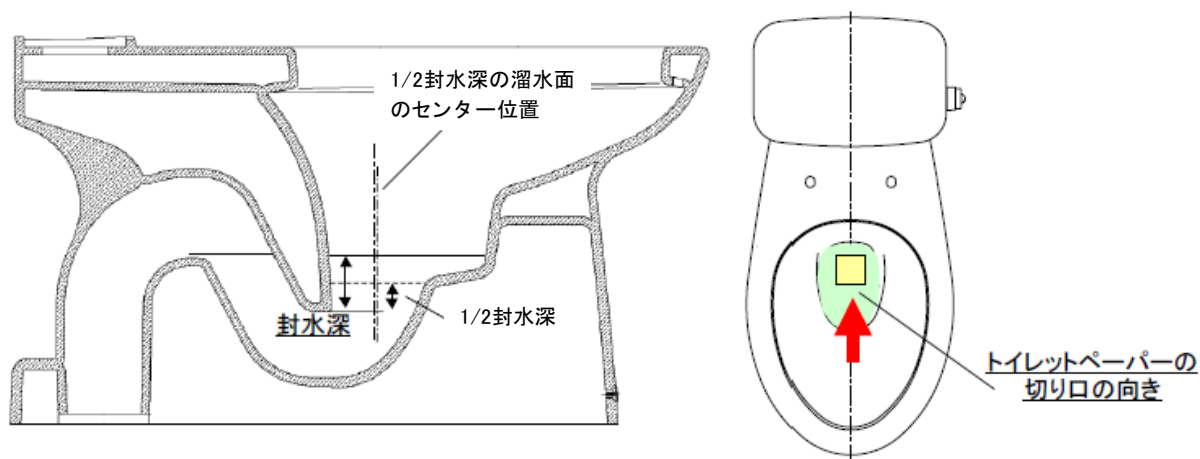 1/2封水深の溜水面
のセンター位置
封水深
1/2封水深
トイレットペーパーの
切り口の向き